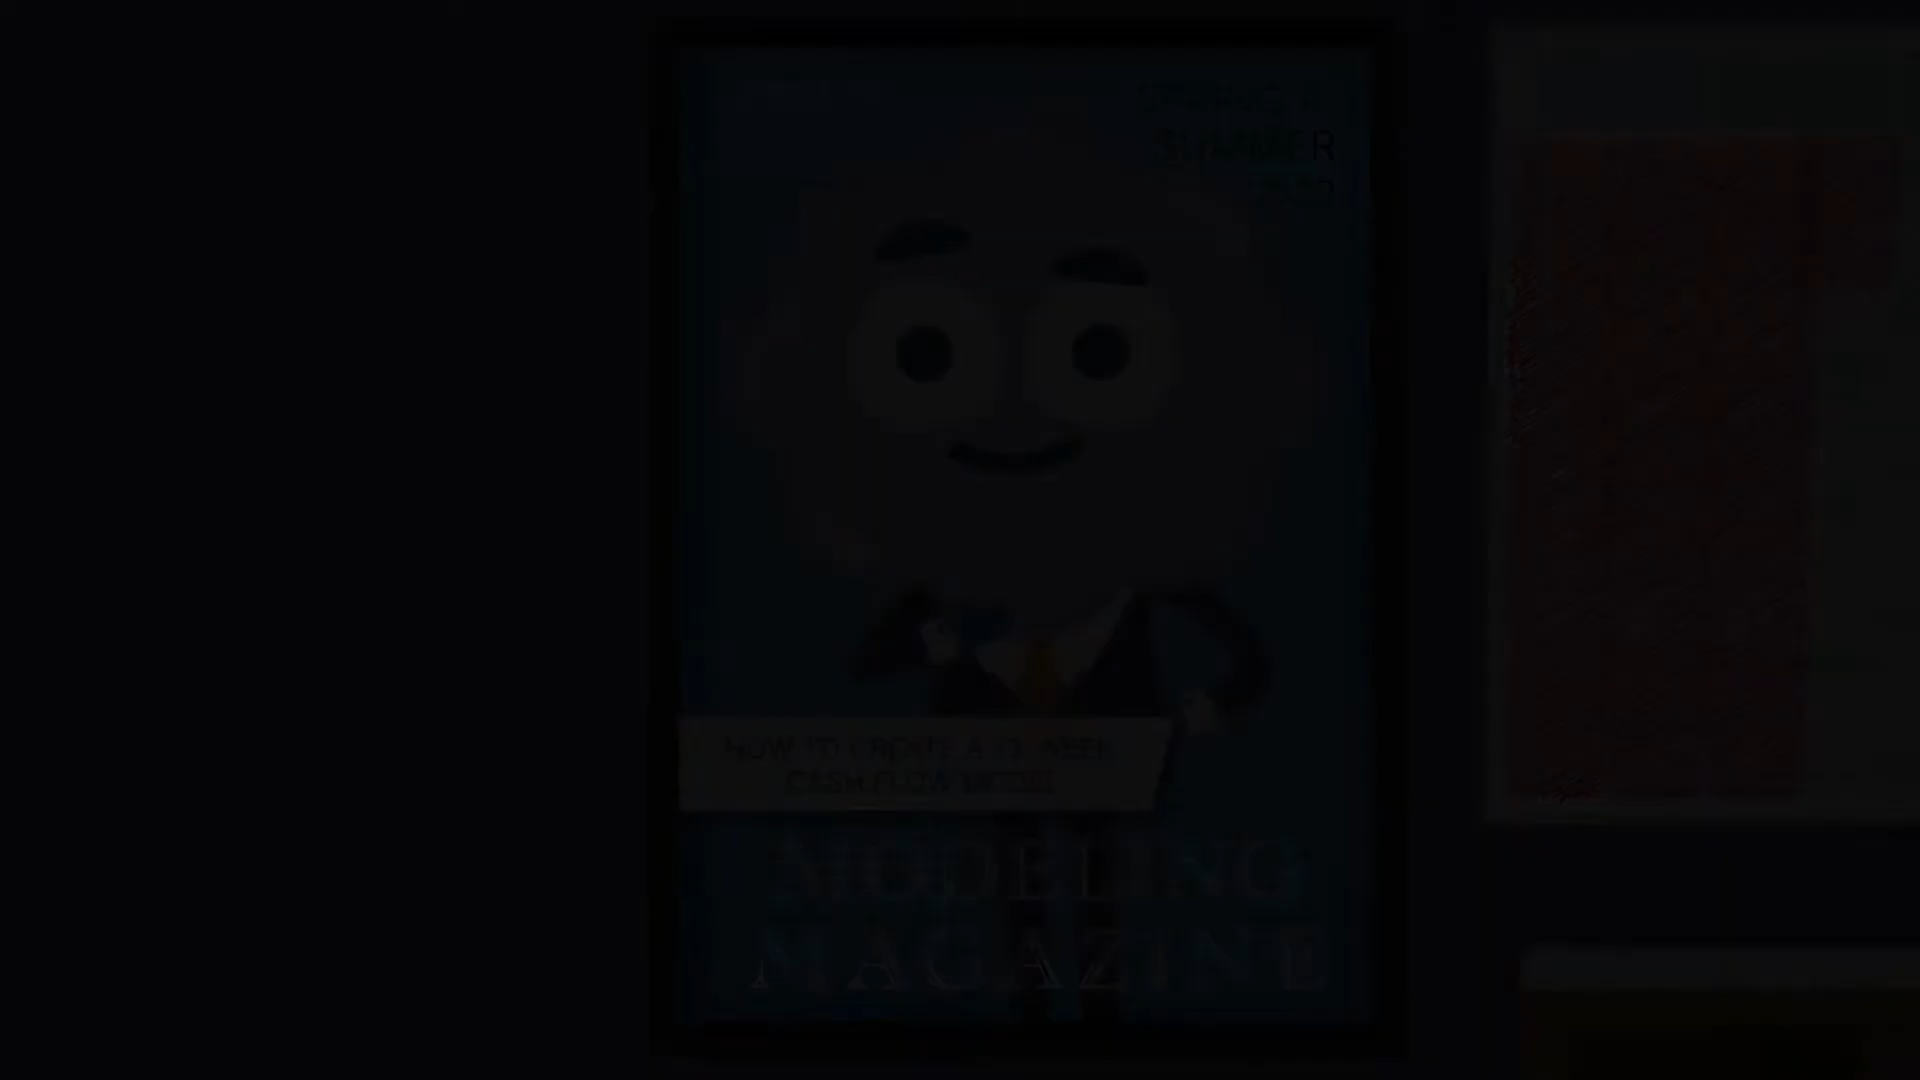 SUMMER
HOW TO CREATE A 13 WEEK
CASH FLOW MODEL
MODELING
MAGAZINE